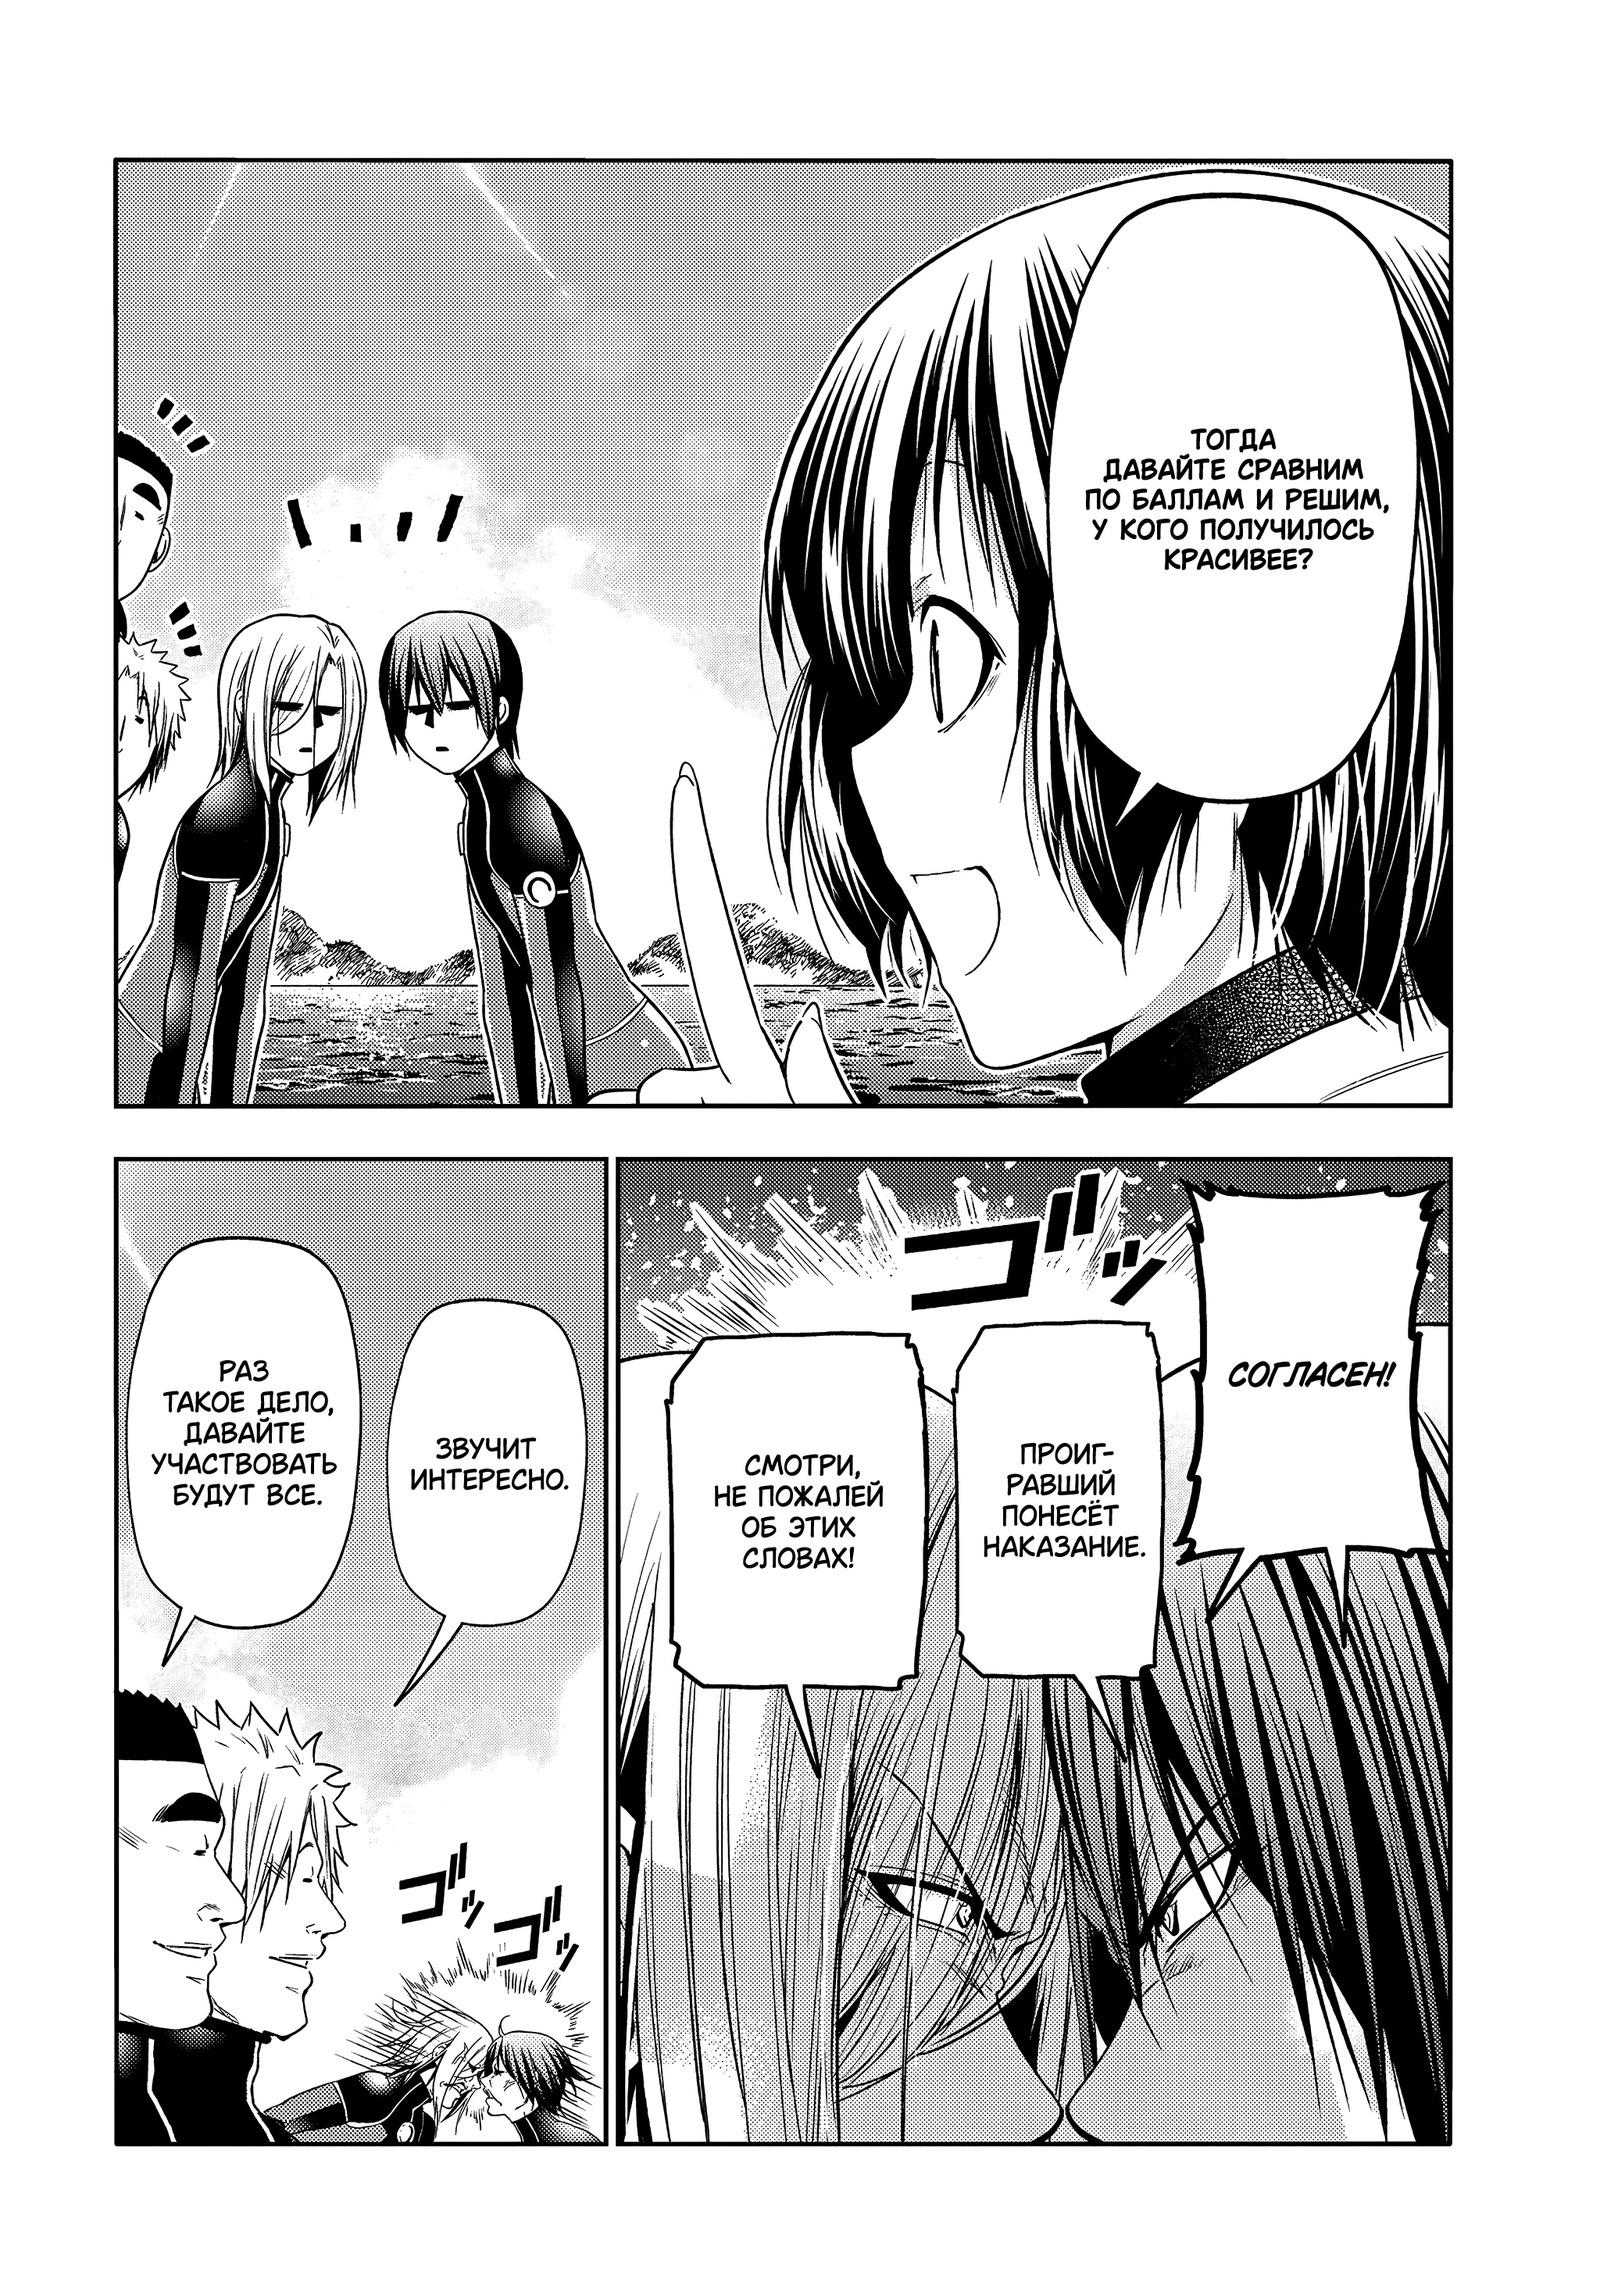 ТОГДА
ДАВАЙТЕ СРАВНИМ
ПО БАЛЛАМ И РЕШИМ,
У КОГО ПОЛУЧИЛОСЬ
КРАСИВЕЕ?
СОГЛАСЕН!
ПРОИГ-
РАВШИЙ
ПОНЕСЁТ
НАКАЗАНИЕ.
СМОТРИ,
НЕ ПОЖАЛЕЙ
ОБ ЭТИХ
СЛОВАХ!
ゴッ
ЗВУЧИТ
ИНТЕРЕСНО.
РАЗ
ТАКОЕ ДЕЛО,
ДАВАЙТЕ
УЧАСТВОВАТЬ
БУДУТ ВСЕ.
ゴッ
ゴッ